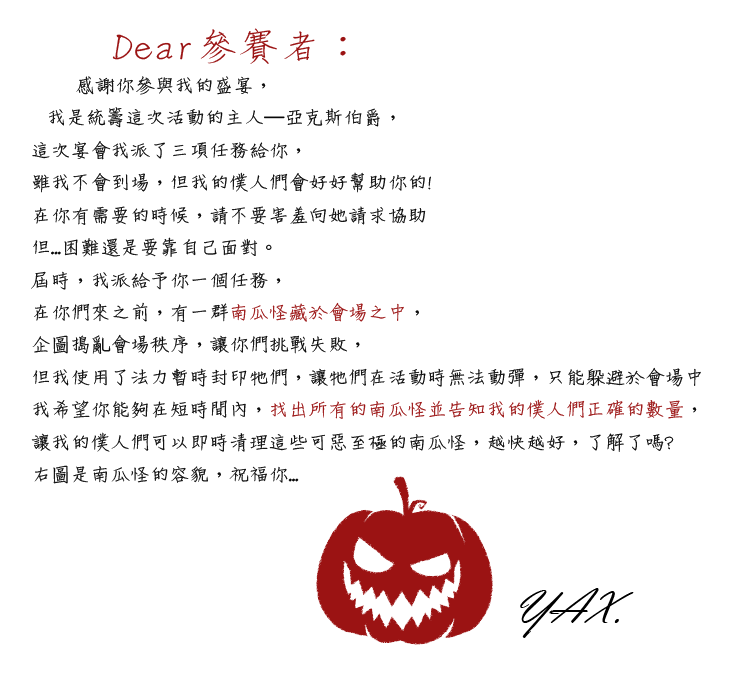 Dear參賽者：
感謝你參與我的盛宴，
我是統籌這次活動的主人—亞克斯伯爵，
這次宴會我派了三項任務給你，
雖我不會到場，但我的僕人們會好好幫助你的!
在你有需要的時候，請不要害羞向她請求協助
但...困難還是要靠自己面對。
屆時，我派給予你一個任務，
在你們來之前，有一群南瓜怪藏於會場之中，
企圖搗亂會場秩序，讓你們挑戰失敗，
但我使用了法力暫時封印牠們，讓牠們在活動時無法動彈，只能躲避於會場中
我希望你能夠在短時間內，找出所有的南瓜怪並告知我的僕人們正確的數量，
讓我的僕人們可以即時清理這些可惡至極的南瓜怪，越快越好，了解了嗎?
右圖是南瓜怪的容貌，祝福你...
YAX.